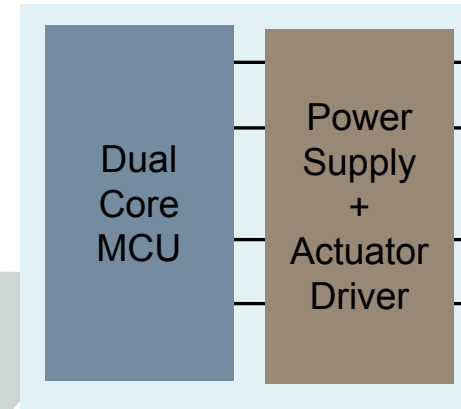 Dual
Core
MCU
Power
Supply
+
Actuator
Driver